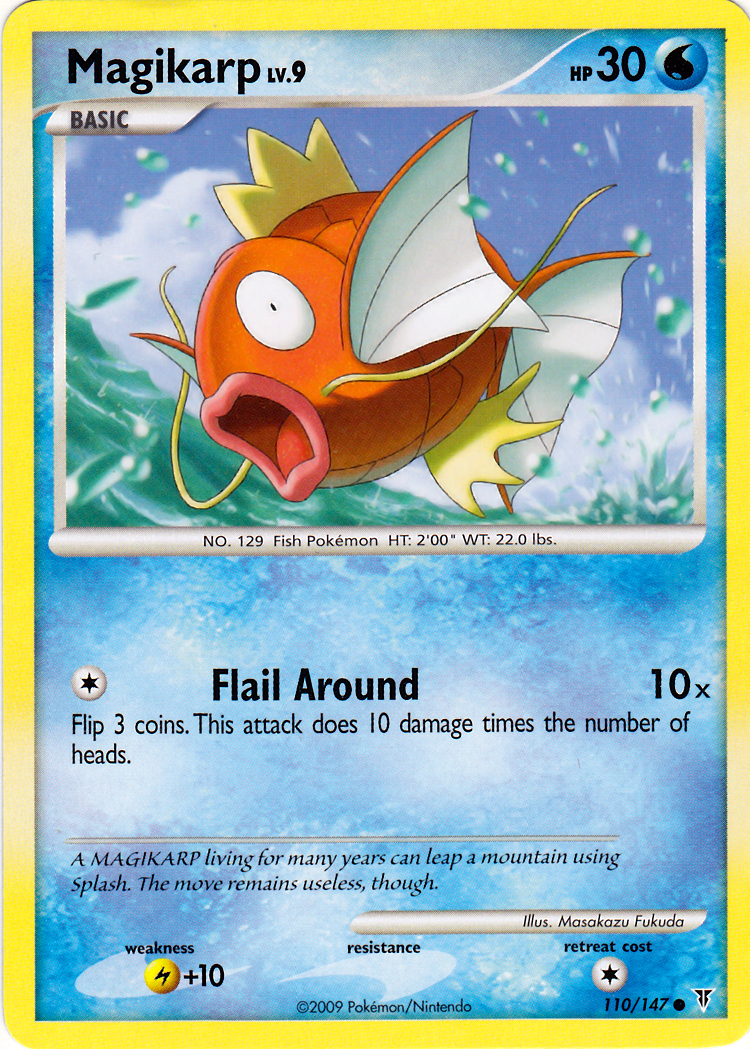 Magikarp LV.9 HP 30
BASIC
NO. 129 Fish Pokémon HT: 2'00" WT: 22.0 lbs.
Flail Around 10x
Flip 3 coins. This attack does 10 damage times the number of
heads.
A MAGIKARP living for many years can leap a mountain using
Splash. The move remains useless, though.
Illus. Masakazu Fukuda
weakness resistance retreat cost
+10
©2009 Pokémon/Nintendo 110/147